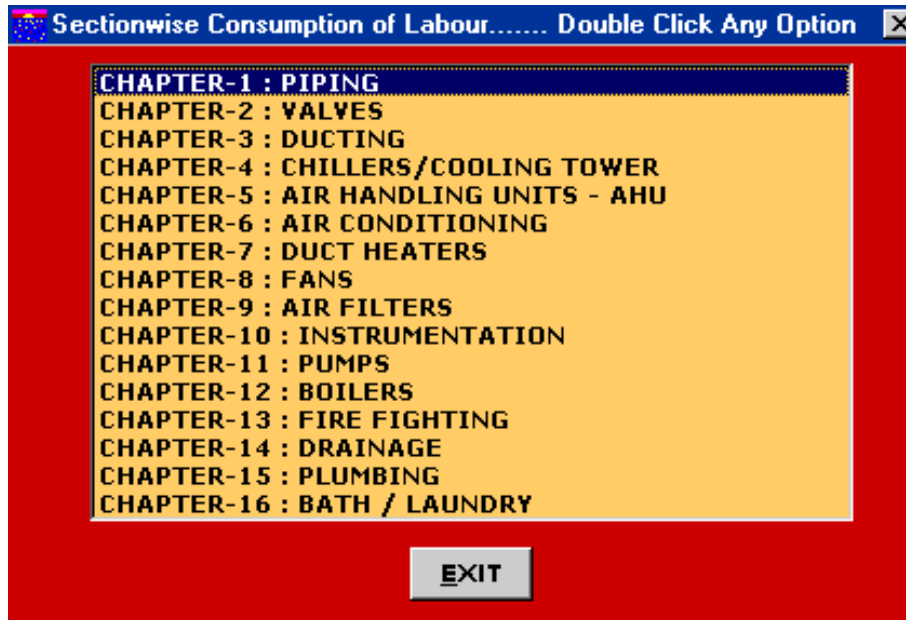 Sectionwise Consumption of Labour....... Double Click Any Option
CHAPTER-1 : PIPING
CHAPTER-2 : VALVES
CHAPTER-3 : DUCTING
CHAPTER-4 : CHILLERS/COOLING TOWER
CHAPTER-5 : AIR HANDLING UNITS - AHU
CHAPTER-6 : AIR CONDITIONING
CHAPTER-7 : DUCT HEATERS
CHAPTER-8 : FANS
CHAPTER-9 : AIR FILTERS
CHAPTER-10 : INSTRUMENTATION
CHAPTER-11 : PUMPS
CHAPTER-12 : BOILERS
CHAPTER-13 : FIRE FIGHTING
CHAPTER-14 : DRAINAGE
CHAPTER-15 : PLUMBING
CHAPTER-16 : BATH / LAUNDRY
EXIT